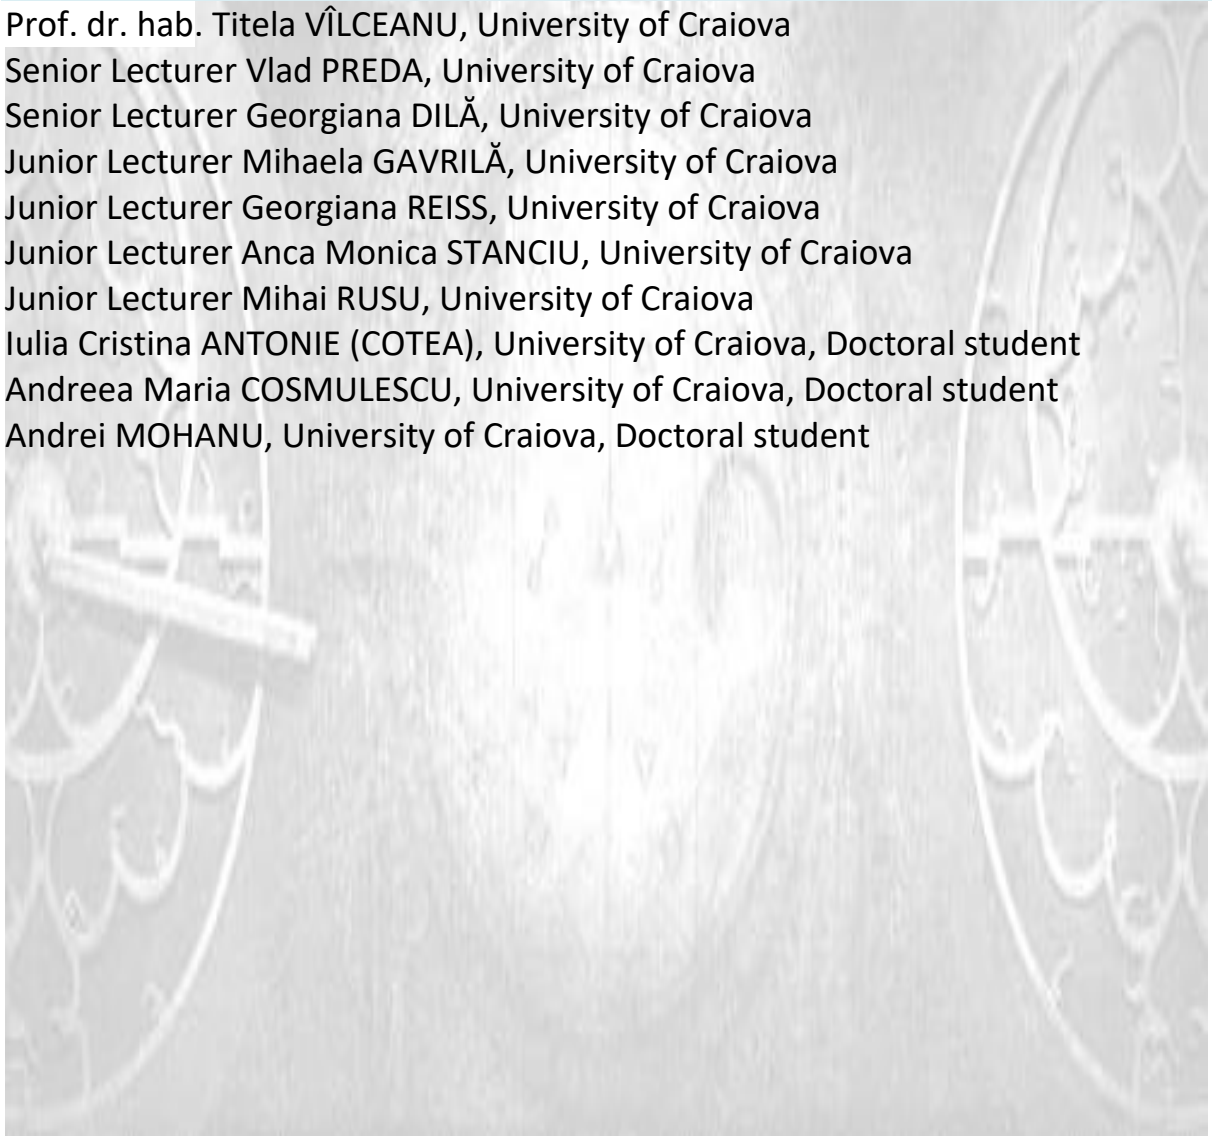 Prof. dr. hab. Titela VÎLCEANU, University of Craiova
Senior Lecturer Vlad PREDA, University of Craiova
Senior Lecturer Georgiana DILĂ, University of Craiova
Junior Lecturer Mihaela GAVRILĂ, University of Craiova
Junior Lecturer Georgiana REISS, University of Craiova
Junior Lecturer Anca Monica STANCIU, University of Craiova
Junior Lecturer Mihai RUSU, University of Craiova
Iulia Cristina ANTONIE (COTEA), University of Craiova, Doctoral student
Andreea Maria COSMULESCU, University of Craiova, Doctoral student
Andrei MOHANU, University of Craiova, Doctoral student